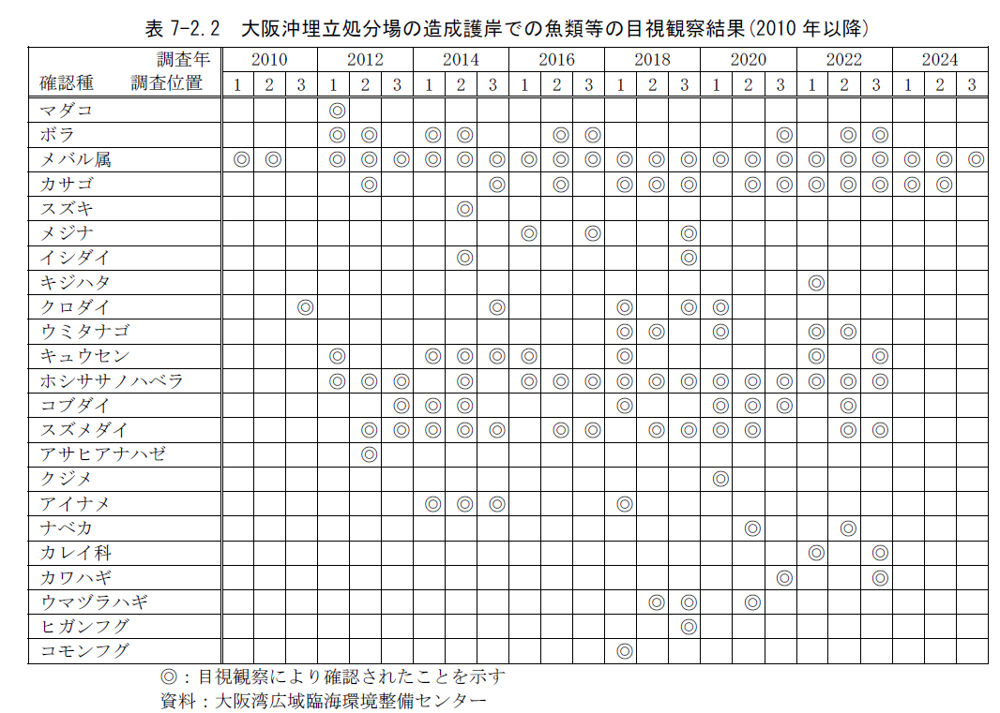 表 7-2.2　大阪沖埋立処分場の造成護岸での魚類等の目視観察結果(2010 年以降)
調査年 2010 2012 2014 2016 2018 2020 2022 2024
確認種　調査位置 1 2 3 1 2 3 1 2 3 1 2 3 1 2 3 1 2 3 1 2 3 1 2 3
マダコ ◎
ボラ ◎ ◎ ◎ ◎ ◎ ◎ ◎ ◎ ◎
メバル属 ◎ ◎ ◎ ◎ ◎ ◎ ◎ ◎ ◎ ◎ ◎ ◎ ◎ ◎ ◎ ◎ ◎ ◎ ◎ ◎ ◎ ◎ ◎
カサゴ ◎ ◎ ◎ ◎ ◎ ◎ ◎ ◎ ◎ ◎ ◎ ◎ ◎
スズキ ◎
メジナ ◎ ◎ ◎
イシダイ ◎ ◎
キジハタ ◎
クロダイ ◎ ◎ ◎ ◎ ◎
ウミタナゴ ◎ ◎ ◎ ◎ ◎
キュウセン ◎ ◎ ◎ ◎ ◎ ◎ ◎ ◎
ホシササノハベラ ◎ ◎ ◎ ◎ ◎ ◎ ◎ ◎ ◎ ◎ ◎ ◎ ◎ ◎ ◎ ◎
コブダイ ◎ ◎ ◎ ◎ ◎ ◎ ◎ ◎
スズメダイ ◎ ◎ ◎ ◎ ◎ ◎ ◎ ◎ ◎ ◎ ◎ ◎ ◎
アサヒアナハゼ ◎
クジメ ◎
アイナメ ◎ ◎ ◎ ◎
ナベカ ◎ ◎
カレイ科 ◎ ◎
カワハギ ◎ ◎
ウマヅラハギ ◎ ◎ ◎
ヒガンフグ ◎
コモンフグ ◎
◎：目視観察により確認されたことを示す
資料：大阪湾広域臨海環境整備センター